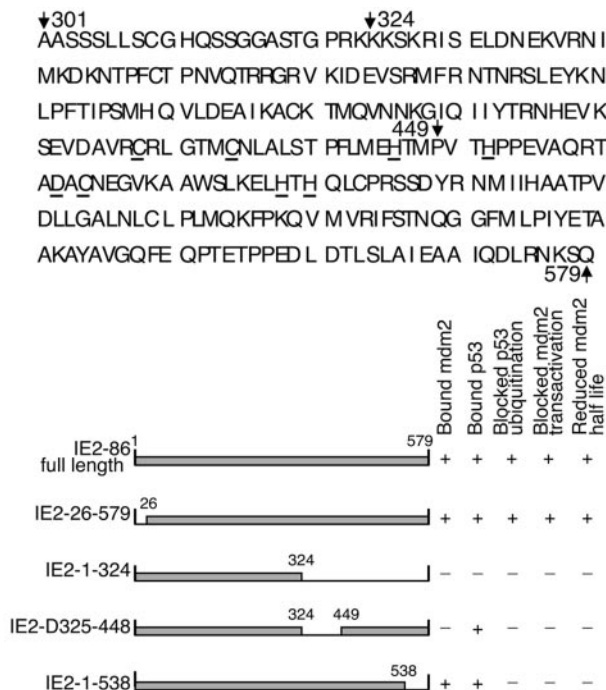 301 324
AASSSLLSCG HQSSGGASTG PRKKKSKRIS ELDNEKVRNI
MKDKNTPFCT PNVQTRRGRV KIDEVSRMFR NTNRSLEYKN
LPFTIPSMHQ VLDEAIKACK TMQVNNKGIQ IIYTRNHEVK
449
SEVDAVRCRL GTMCNLALST PFLMEHTMPV THPPEVAQRT
ADACNEGVKA AWSLKELHTH QLCPRSSDYR NMIIHAATPV
DLLGALNLCL PLMQKFPKQV MVRIFSTNQG GFMLPIYETA
AKAYAVGQFE QPTETPPEDL DTLSLAIEAA IQDLRNKSQ
579
Bound mdm2
Bound p53
Blocked p53 ubiquitination
Blocked mdm2 transactivation
Reduced mdm2 half life
1 579
IE2-86 full length + + + + +
26
IE2-26-579 + + + + +
324
IE2-1-324 – – – – –
324 449
IE2-D325-448 – + – – –
538
IE2-1-538 + + – – –